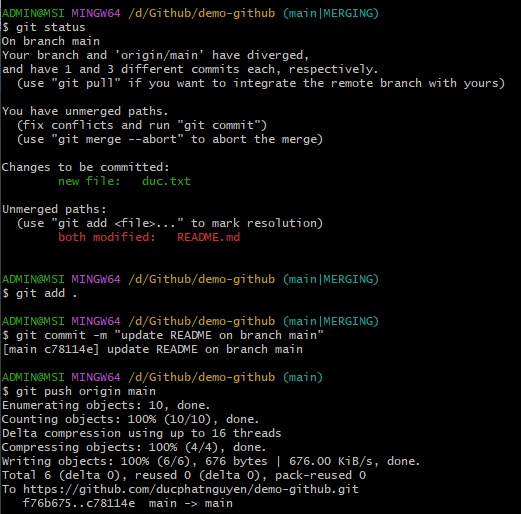 ADMIN@MSI MINGW64 /d/Github/demo-github (main|MERGING)
$ git status
On branch main
Your branch and 'origin/main' have diverged,
and have 1 and 3 different commits each, respectively.
  (use "git pull" if you want to integrate the remote branch with yours)

You have unmerged paths.
  (fix conflicts and run "git commit")
  (use "git merge --abort" to abort the merge)

Changes to be committed:
        new file:   duc.txt

Unmerged paths:
  (use "git add <file>..." to mark resolution)
        both modified:   README.md


ADMIN@MSI MINGW64 /d/Github/demo-github (main|MERGING)
$ git add .

ADMIN@MSI MINGW64 /d/Github/demo-github (main|MERGING)
$ git commit -m "update README on branch main"
[main c78114e] update README on branch main

ADMIN@MSI MINGW64 /d/Github/demo-github (main)
$ git push origin main
Enumerating objects: 10, done.
Counting objects: 100% (10/10), done.
Delta compression using up to 16 threads
Compressing objects: 100% (4/4), done.
Writing objects: 100% (6/6), 676 bytes | 676.00 KiB/s, done.
Total 6 (delta 0), reused 0 (delta 0), pack-reused 0
To https://github.com/ducphatnguyen/demo-github.git
   f76b675..c78114e  main -> main